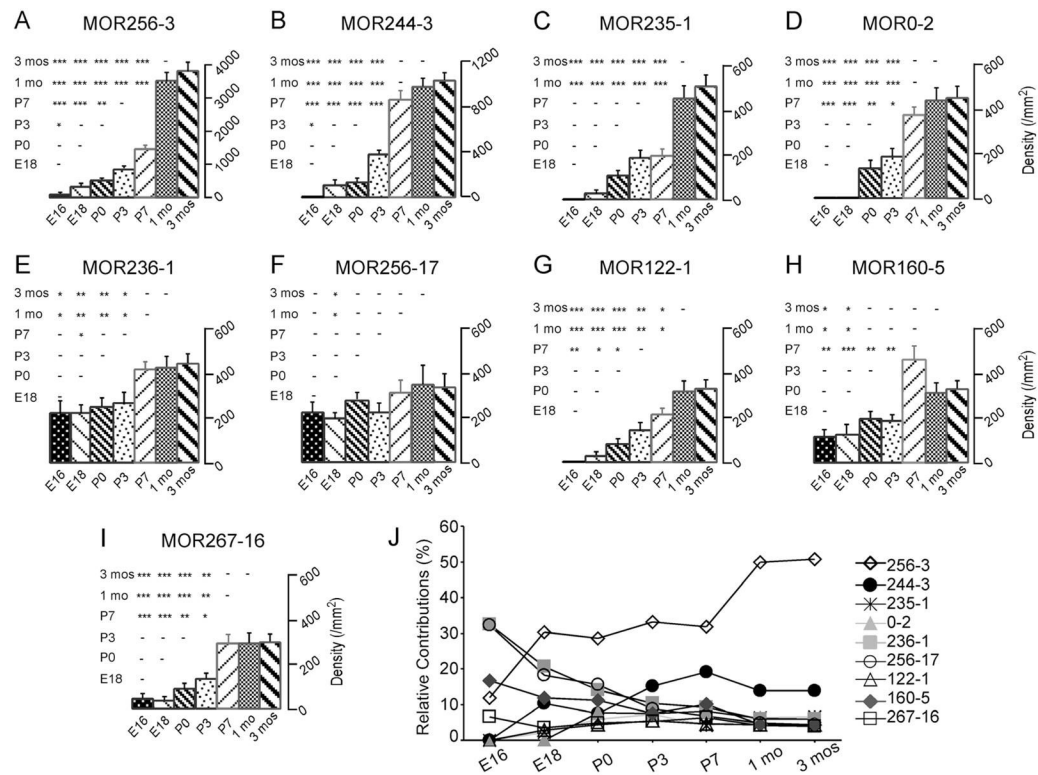 A MOR256-3
3 mos *** *** *** *** *** -
1 mo *** *** *** *** ***
P7 *** *** ** -
P3 * - -
P0 - -
E18 -
4000
3000
2000
1000
0
E16 E18 P0 P3 P7 1 mo 3 mos
B MOR244-3
3 mos *** *** *** *** - -
1 mo *** *** *** *** -
P7 *** *** *** ***
P3 * - -
P0 - -
E18 -
1200
800
400
0
E16 E18 P0 P3 P7 1 mo 3 mos
C MOR235-1
3 mos *** *** *** *** *** -
1 mo *** *** *** *** ***
P7 - - - -
P3 - - -
P0 - -
E18 -
600
400
200
0
E16 E18 P0 P3 P7 1 mo 3 mos
D MOR0-2
3 mos *** *** *** *** - -
1 mo *** *** *** *** -
P7 *** *** ** *
P3 - - -
P0 - -
E18 -
600
400
200
0
Density (/mm2)
E16 E18 P0 P3 P7 1 mo 3 mos
E MOR236-1
3 mos * ** ** * - -
1 mo * ** ** * -
P7 - * - -
P3 - - -
P0 - -
E18 -
600
400
200
0
E16 E18 P0 P3 P7 1 mo 3 mos
F MOR256-17
3 mos - * - - - -
1 mo - * - - -
P7 - - - -
P3 - - -
P0 - -
E18 -
600
400
200
0
E16 E18 P0 P3 P7 1 mo 3 mos
G MOR122-1
3 mos *** *** *** ** * -
1 mo *** *** *** ** *
P7 ** * * -
P3 - - -
P0 - -
E18 -
600
400
200
0
E16 E18 P0 P3 P7 1 mo 3 mos
H MOR160-5
3 mos * * - - - -
1 mo * * - - -
P7 ** *** ** **
P3 - - -
P0 - -
E18 -
600
400
200
0
Density (/mm2)
E16 E18 P0 P3 P7 1 mo 3 mos
I MOR267-16
3 mos *** *** *** ** - -
1 mo *** *** *** ** -
P7 *** *** ** *
P3 - - -
P0 - -
E18 -
600
400
200
0
Density (/mm2)
E16 E18 P0 P3 P7 1 mo 3 mos
J
Relative Contributions (%)
60
50
40
30
20
10
0
E16 E18 P0 P3 P7 1 mo 3 mos
256-3
244-3
235-1
0-2
236-1
256-17
122-1
160-5
267-16